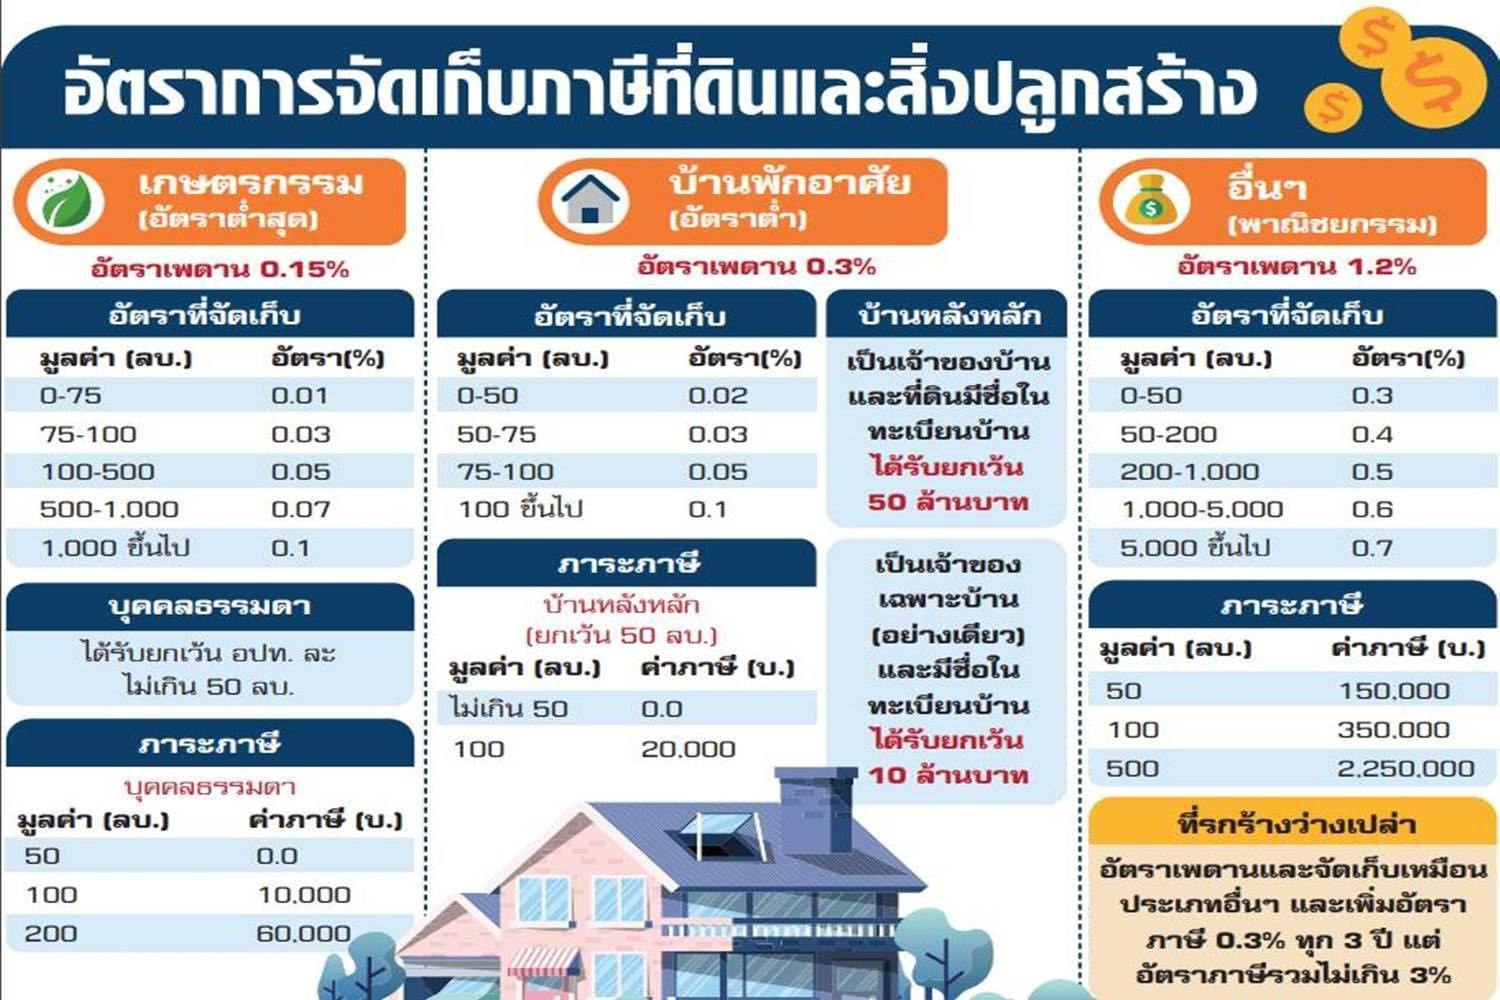 อัตราการจัดเก็บภาษีที่ดินและสิ่งปลูกสร้าง
เกษตรกรรม
(อัตราต่ำสุด)
อัตราเพดาน 0.15%
อัตราที่จัดเก็บ
มูลค่า (ลบ.) อัตรา(%)
0-75 0.01
75-100 0.03
100-500 0.05
500-1,000 0.07
1,000 ขึ้นไป 0.1
บุคคลธรรมดา
ได้รับยกเว้น อปท. ละ
ไม่เกิน 50 ลบ.
ภาระภาษี
บุคคลธรรมดา
มูลค่า (ลบ.) ค่าภาษี (บ.)
50 0.0
100 10,000
200 60,000
บ้านพักอาศัย
(อัตราต่ำ)
อัตราเพดาน 0.3%
อัตราที่จัดเก็บ
มูลค่า (ลบ.) อัตรา(%)
0-50 0.02
50-75 0.03
75-100 0.05
100 ขึ้นไป 0.1
ภาระภาษี
บ้านหลังหลัก
(ยกเว้น 50 ลบ.)
มูลค่า (ลบ.) ค่าภาษี (บ.)
ไม่เกิน 50 0.0
100 20,000
บ้านหลังหลัก
เป็นเจ้าของบ้าน
และที่ดินมีชื่อใน
ทะเบียนบ้าน
ได้รับยกเว้น
50 ล้านบาท
เป็นเจ้าของ
เฉพาะบ้าน
(อย่างเดียว)
และมีชื่อใน
ทะเบียนบ้าน
ได้รับยกเว้น
10 ล้านบาท
อื่นๆ
(พาณิชยกรรม)
อัตราเพดาน 1.2%
อัตราที่จัดเก็บ
มูลค่า (ลบ.) อัตรา(%)
0-50 0.3
50-200 0.4
200-1,000 0.5
1,000-5,000 0.6
5,000 ขึ้นไป 0.7
ภาระภาษี
มูลค่า (ลบ.) ค่าภาษี (บ.)
50 150,000
100 350,000
500 2,250,000
ที่รกร้างว่างเปล่า
อัตราเพดานและจัดเก็บเหมือน
ประเภทอื่นๆ และเพิ่มอัตรา
ภาษี 0.3% ทุก 3 ปี แต่
อัตราภาษีรวมไม่เกิน 3%